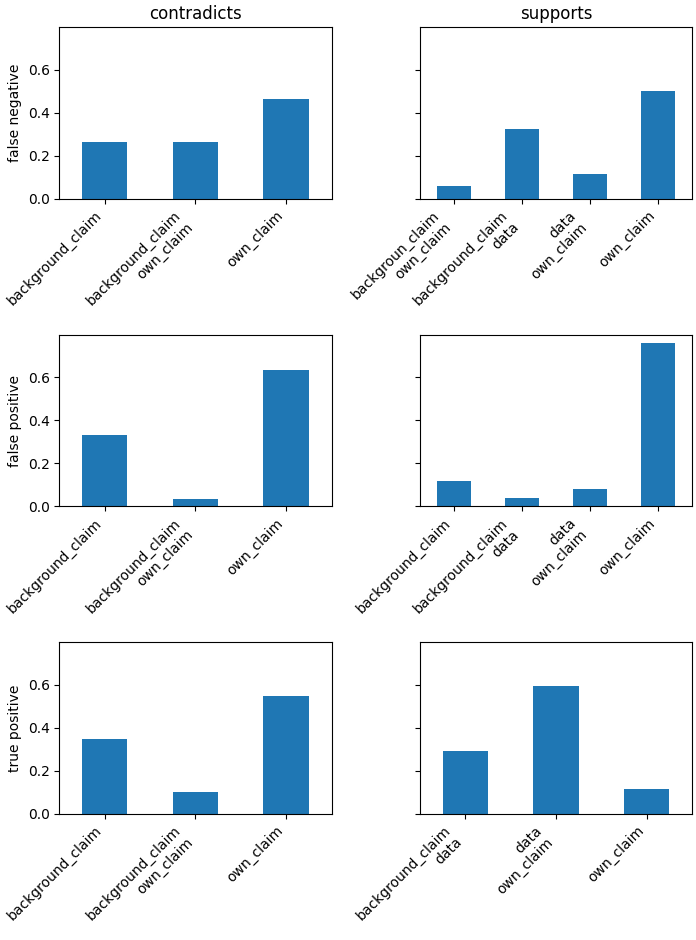 contradicts
supports
false negative
0.6
0.4
0.2
0.0
background_claim
background_claim
own_claim
own_claim
backgroun_claim
own_claim
background_claim
data
data
own_claim
own_claim
false positive
0.6
0.4
0.2
0.0
background_claim
background_claim
own_claim
own_claim
background_claim
background_claim
data
data
own_claim
own_claim
true positive
0.6
0.4
0.2
0.0
background_claim
background_claim
own_claim
own_claim
background_claim
data
data
own_claim
own_claim